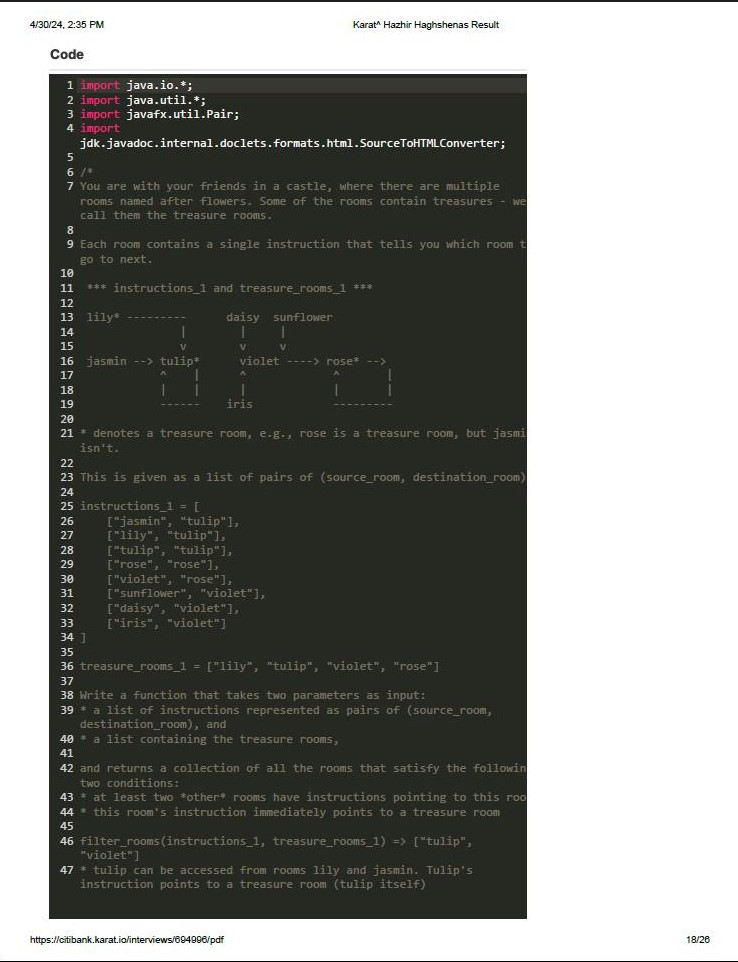 4/30/24, 2:35 PM Karat^ Hazhir Haghshenas Result
Code
1 import java.io.*;
2 import java.util.*;
3 import javafx.util.Pair;
4 import
jdk.javadoc.internal.doclets.formats.html.SourceToHTMLConverter;
5
6 /*
7 You are with your friends in a castle, where there are multiple
rooms named after flowers. Some of the rooms contain treasures - we
call them the treasure rooms.
8
9 Each room contains a single instruction that tells you which room t
go to next.
10
11 *** instructions_1 and treasure_rooms_1 ***
12
13 lily* --------- daisy sunflower
14 | | |
15 v v v
16 jasmin --> tulip* violet ----> rose* -->
17 ^ | ^ ^ |
18 | | | | |
19 ------ iris ---------
20
21 * denotes a treasure room, e.g., rose is a treasure room, but jasmi
isn't.
22
23 This is given as a list of pairs of (source_room, destination_room)
24
25 instructions_1 = [
26 ["jasmin", "tulip"],
27 ["lily", "tulip"],
28 ["tulip", "tulip"],
29 ["rose", "rose"],
30 ["violet", "rose"],
31 ["sunflower", "violet"],
32 ["daisy", "violet"],
33 ["iris", "violet"]
34 ]
35
36 treasure_rooms_1 = ["lily", "tulip", "violet", "rose"]
37
38 Write a function that takes two parameters as input:
39 * a list of instructions represented as pairs of (source_room,
destination_room), and
40 * a list containing the treasure rooms,
41
42 and returns a collection of all the rooms that satisfy the followin
two conditions:
43 * at least two *other* rooms have instructions pointing to this roo
44 * this room's instruction immediately points to a treasure room
45
46 filter_rooms(instructions_1, treasure_rooms_1) => ["tulip",
"violet"]
47 * tulip can be accessed from rooms lily and jasmin. Tulip's
instruction points to a treasure room (tulip itself)
https://citibank.karat.io/interviews/694996/pdf 18/26